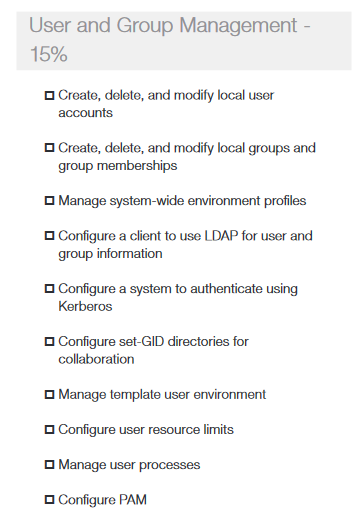 User and Group Management -
15%
Create, delete, and modify local user
accounts
Create, delete, and modify local groups and
group memberships
Manage system-wide environment profiles
Configure a client to use LDAP for user and
group information
Configure a system to authenticate using
Kerberos
Configure set-GID directories for
collaboration
Manage template user environment
Configure user resource limits
Manage user processes
Configure PAM